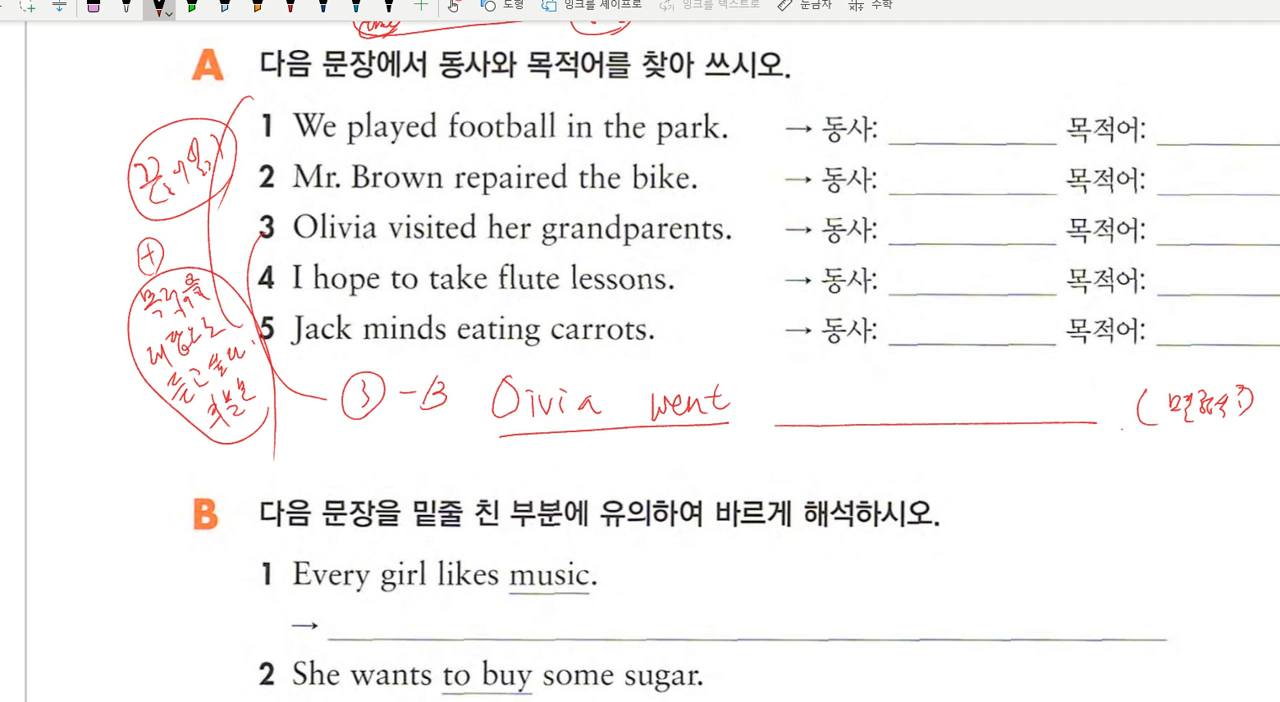 도형 잉크를 셰이프로 잉크를 텍스트로 눈금자 수학
A 다음 문장에서 동사와 목적어를 찾아 쓰시오.
1 We played football in the park. → 동사: 목적어:
2 Mr. Brown repaired the bike. → 동사: 목적어:
3 Olivia visited her grandparents. → 동사: 목적어:
4 I hope to take flute lessons. → 동사: 목적어:
5 Jack minds eating carrots. → 동사: 목적어:
+
③-B Oivia went
B 다음 문장을 밑줄 친 부분에 유의하여 바르게 해석하시오.
1 Every girl likes music.
→
2 She wants to buy some sugar.